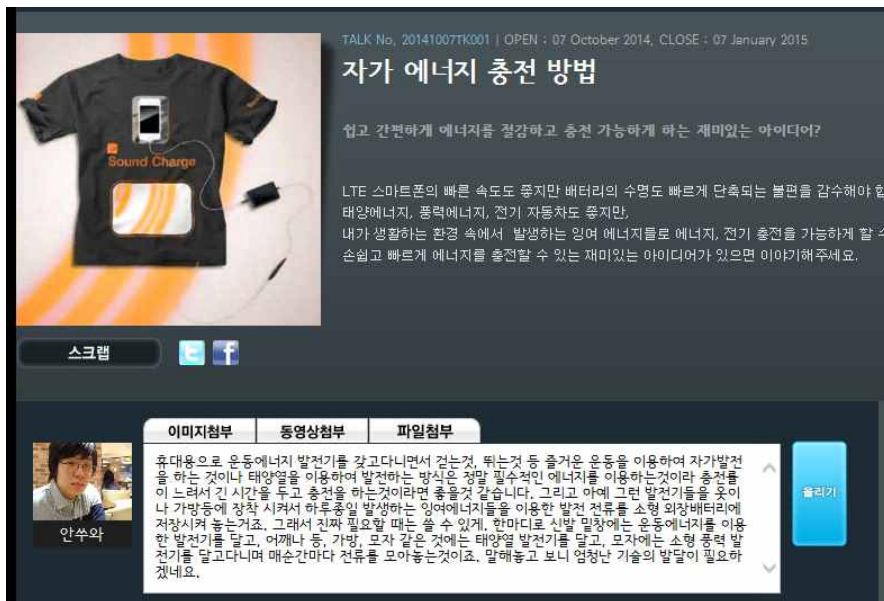 TALK No, 20141007TK001 | OPEN : 07 October 2014, CLOSE : 07 January 2015
자가 에너지 충전 방법
쉽고 간편하게 에너지를 절감하고 충전 가능하게 하는 재미있는 아이디어?
Sound Charge
LTE 스마트폰의 빠른 속도도 좋지만 배터리의 수명도 빠르게 단축되는 불편을 감수해야 합
태양에너지, 풍력에너지, 전기 자동차도 좋지만,
내가 생활하는 환경 속에서 발생하는 잉여 에너지들로 에너지, 전기 충전을 가능하게 할 수
손쉽고 빠르게 에너지를 충전할 수 있는 재미있는 아이디어가 있으면 이야기해주세요.
스크랩
이미지첨부 동영상첨부 파일첨부
휴대용으로 운동에너지 발전기를 갖고다니면서 걷는것, 뛰는것 등 즐거운 운동을 이용하여 자가발전
을 하는 것이나 태양열을 이용하여 발전하는 방식은 정말 필수적인 에너지를 이용하는것이라 충전률
이 느려서 긴 시간을 두고 충전을 하는것이라면 좋을것 같습니다. 그리고 아예 그런 발전기들을 옷이
나 가방등에 장착 시켜서 하루종일 발생하는 잉여에너지들을 이용한 발전 전류를 소형 외장배터리에
저장시켜 놓는거죠. 그래서 진짜 필요할 때는 쓸 수 있게. 한마디로 신발 밑창에는 운동에너지를 이용
한 발전기를 달고, 어깨나 등, 가방, 모자 같은 것에는 태양열 발전기를 달고, 모자에는 소형 풍력 발
전기를 달고다니며 매순간마다 전류를 모아놓는것이죠. 말해놓고 보니 엄청난 기술의 발달이 필요하
겠네요.
올리기
안쑤와